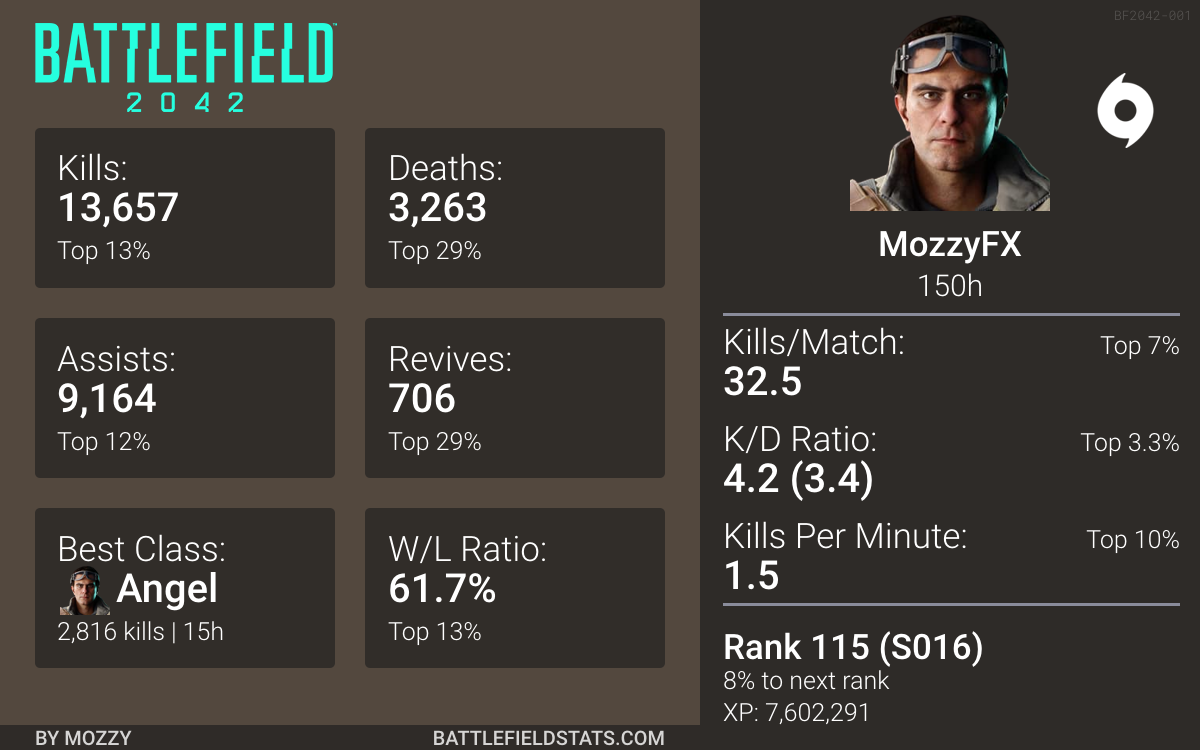 BATTLEFIELD™
2042
Kills:
13,657
Top 13%
Deaths:
3,263
Top 29%
Assists:
9,164
Top 12%
Revives:
706
Top 29%
Best Class:
Angel
2,816 kills | 15h
W/L Ratio:
61.7%
Top 13%
BY MOZZY
BATTLEFIELDSTATS.COM
BF2042-001
MozzyFX
150h
Kills/Match:
Top 7%
32.5
K/D Ratio:
Top 3.3%
4.2 (3.4)
Kills Per Minute:
Top 10%
1.5
Rank 115 (S016)
8% to next rank
XP: 7,602,291